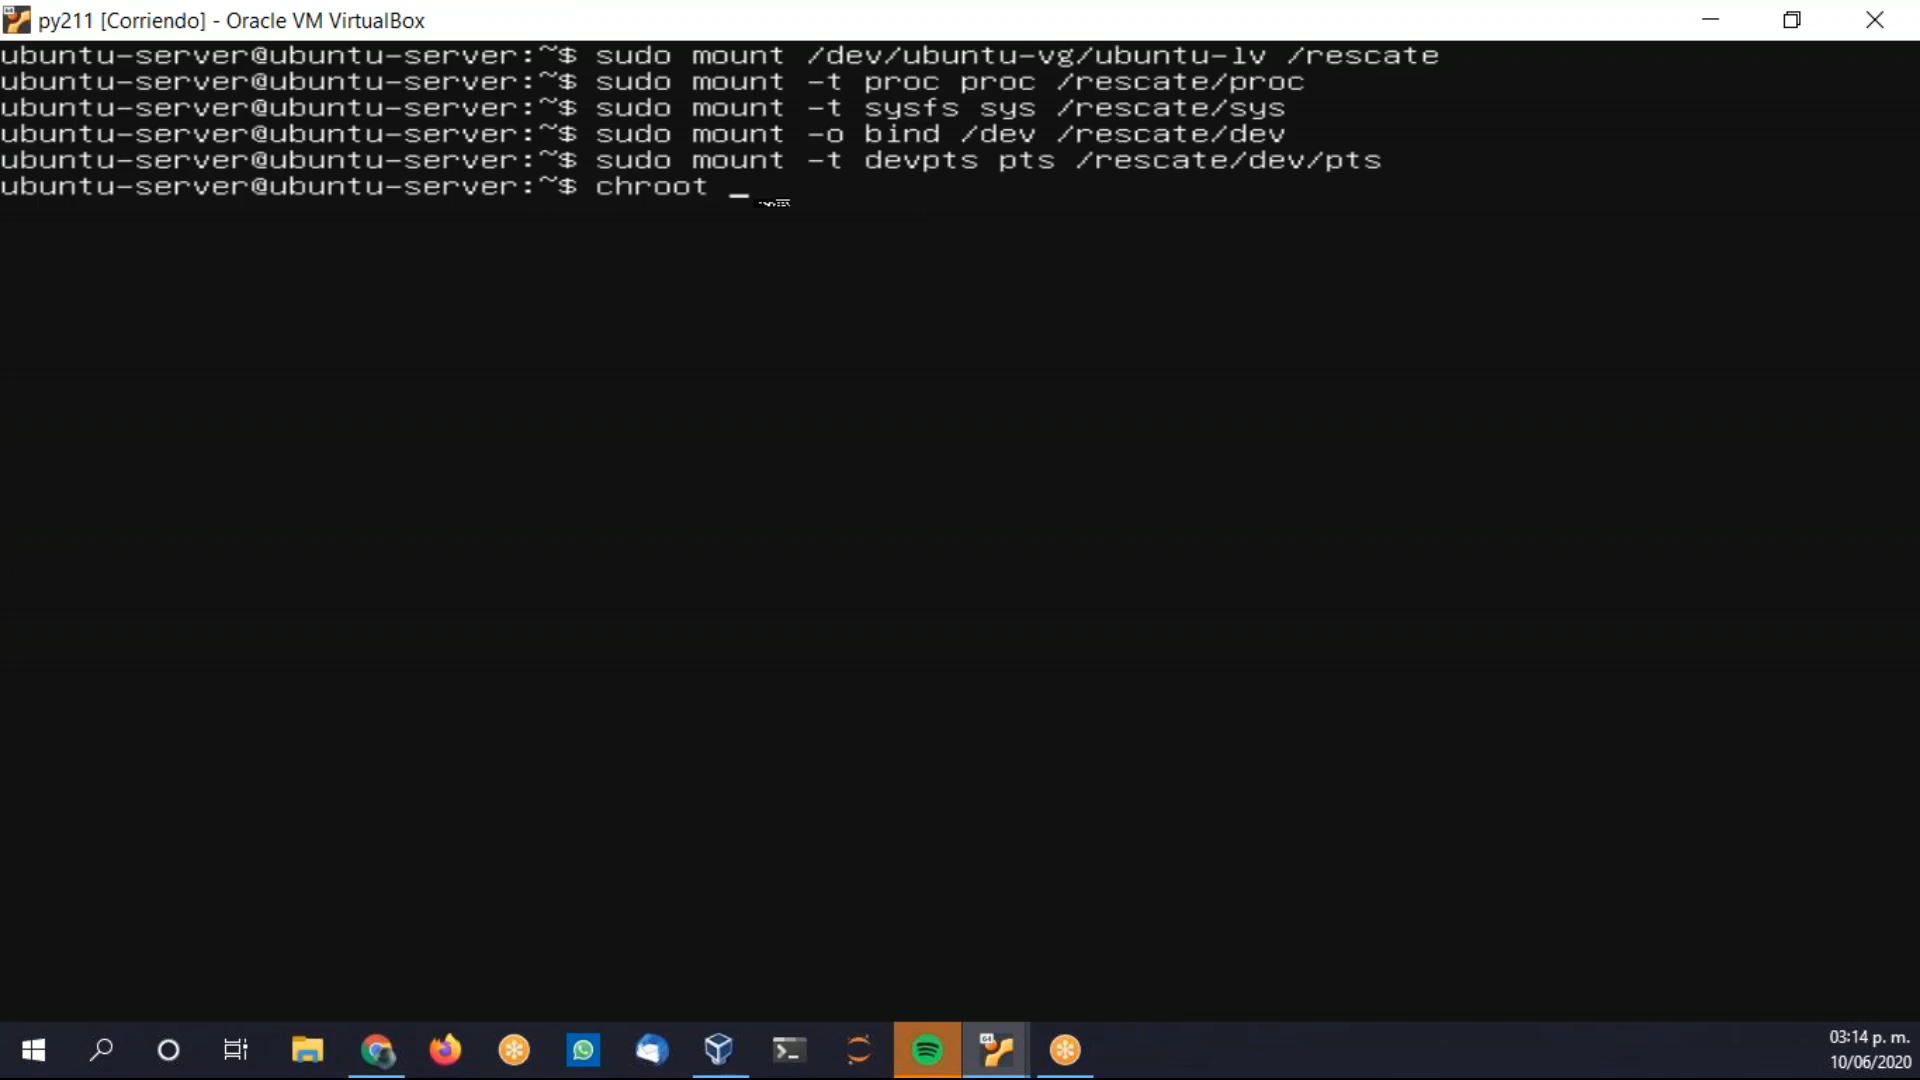 py211 [Corriendo] - Oracle VM VirtualBox
ubuntu-server@ubuntu-server:~$ sudo mount /dev/ubuntu-vg/ubuntu-lv /rescate
ubuntu-server@ubuntu-server:~$ sudo mount -t proc proc /rescate/proc
ubuntu-server@ubuntu-server:~$ sudo mount -t sysfs sys /rescate/sys
ubuntu-server@ubuntu-server:~$ sudo mount -o bind /dev /rescate/dev
ubuntu-server@ubuntu-server:~$ sudo mount -t devpts pts /rescate/dev/pts
ubuntu-server@ubuntu-server:~$ chroot _
03:14 p. m.
10/06/2020